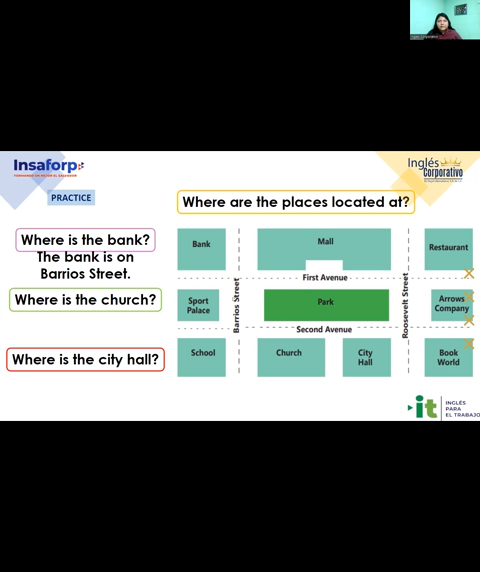 Insaforp
FORMANDO UN MEJOR EL SALVADOR
Inglés
Corporativo
PRACTICE
Where are the places located at?
Where is the bank?
The bank is on
Barrios Street.
Where is the church?
Where is the city hall?
Bank
Mall
Restaurant
First Avenue
Barrios Street
Roosevelt Street
Sport
Palace
Park
Arrows
Company
Second Avenue
School
Church
City
Hall
Book
World
it
INGLÉS
PARA
EL TRABAJO